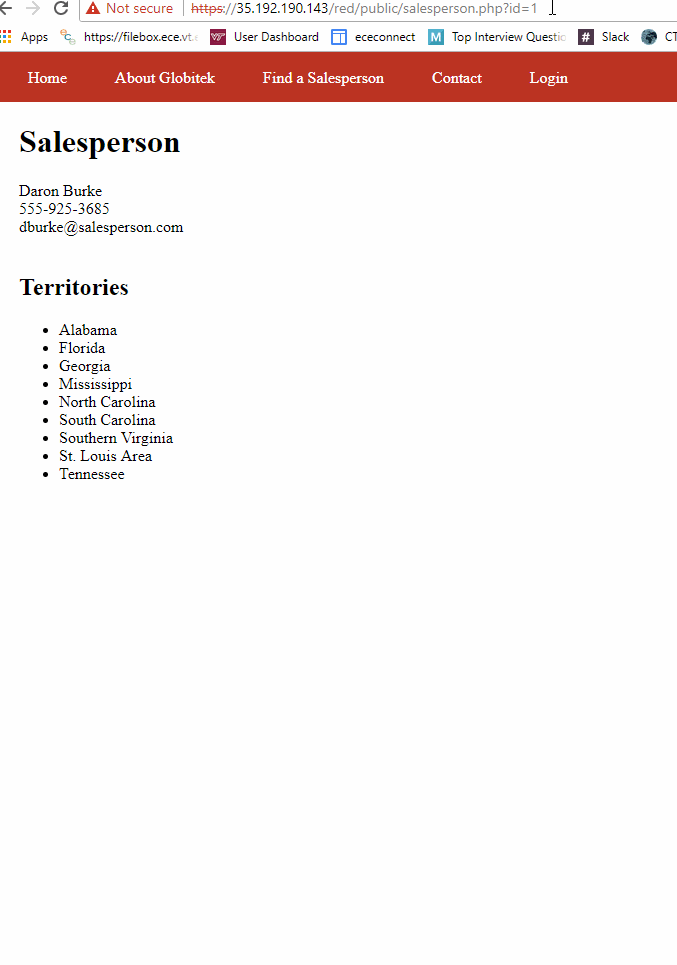 Not secure https://35.192.190.143/red/public/salesperson.php?id=1
Apps https://filebox.ece.vt. User Dashboard ececonnect M Top Interview Questio # Slack CT
Home About Globitek Find a Salesperson Contact Login
Salesperson
Daron Burke
555-925-3685
dburke@salesperson.com
Territories
Alabama
Florida
Georgia
Mississippi
North Carolina
South Carolina
Southern Virginia
St. Louis Area
Tennessee